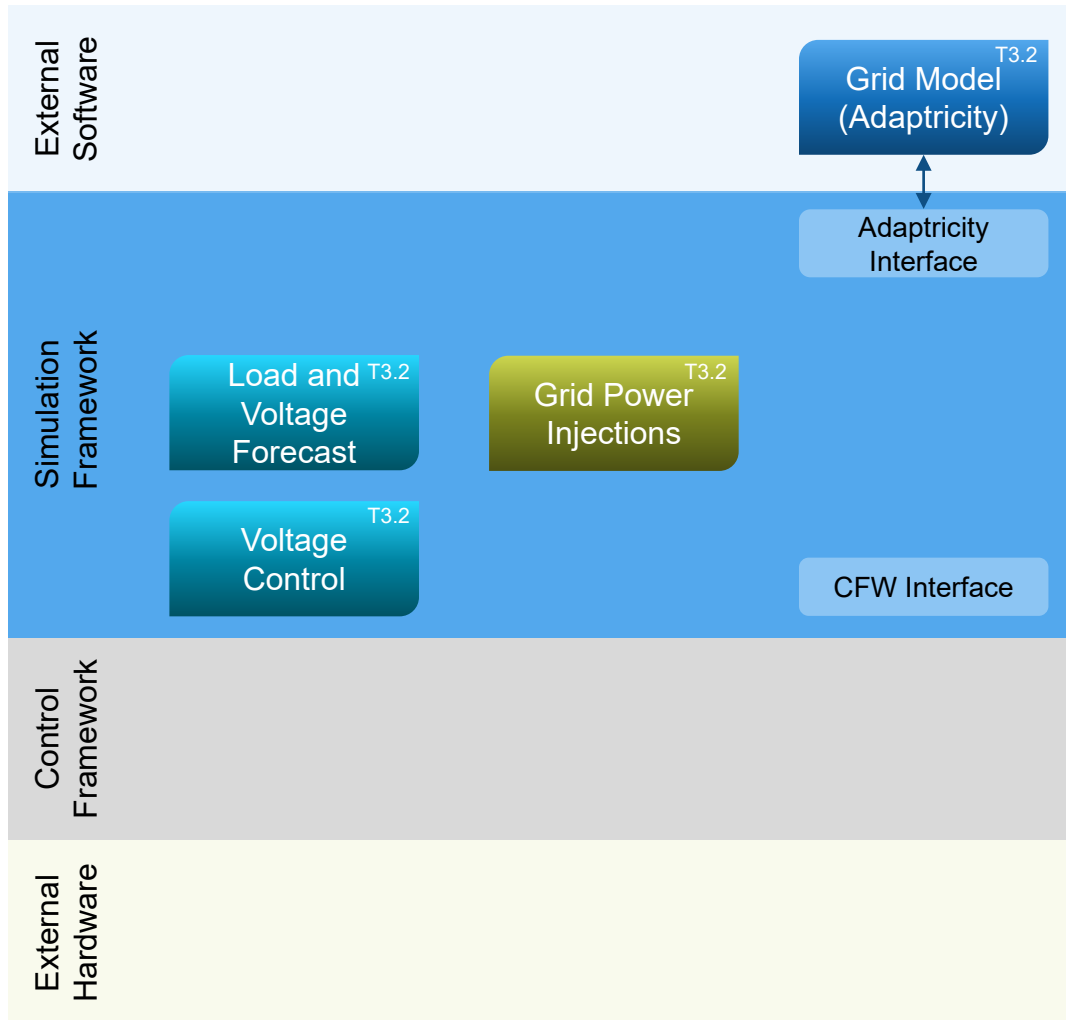 External
Software
T3.2
Grid Model
(Adaptricity)
Adaptricity
Interface
Simulation
Framework
T3.2
Load and
Voltage
Forecast
T3.2
Grid Power
Injections
T3.2
Voltage
Control
CFW Interface
Control
Framework
External
Hardware